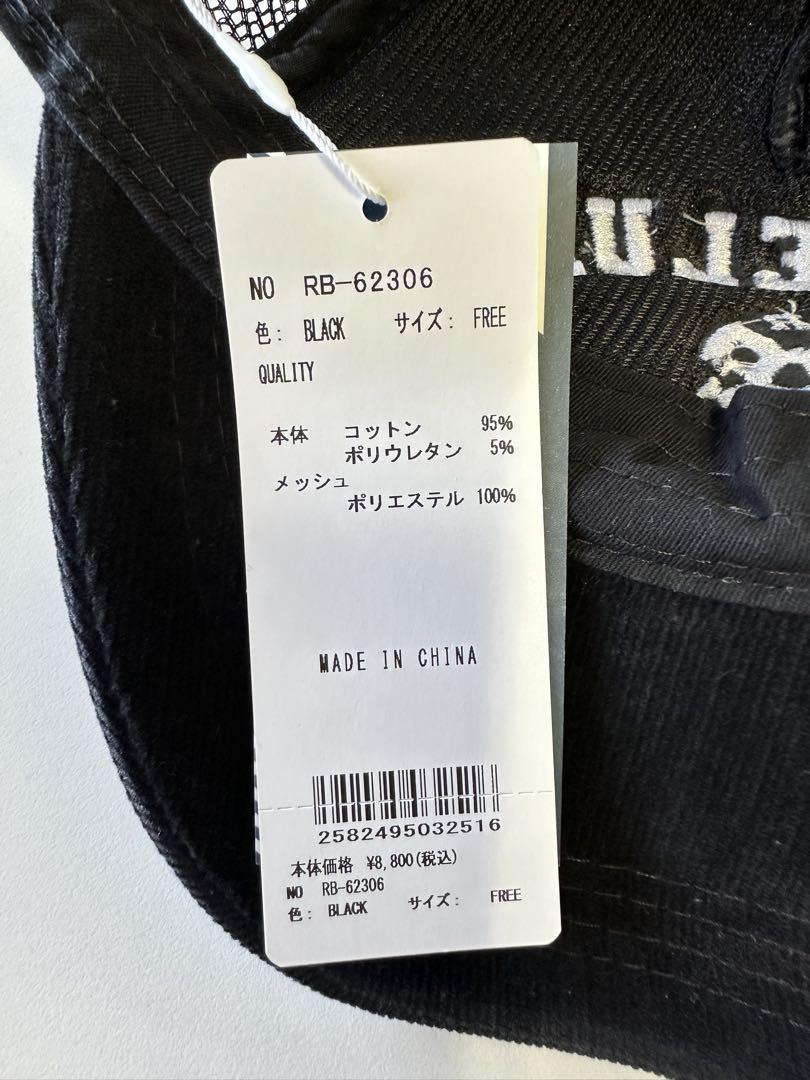 NO RB-62306
色: BLACK サイズ: FREE
QUALITY
本体 コットン 95%
ポリウレタン 5%
メッシュ
ポリエステル 100%
MADE IN CHINA
2582495032516
本体価格 ¥8,800(税込)
NO RB-62306
色: BLACK サイズ: FREE